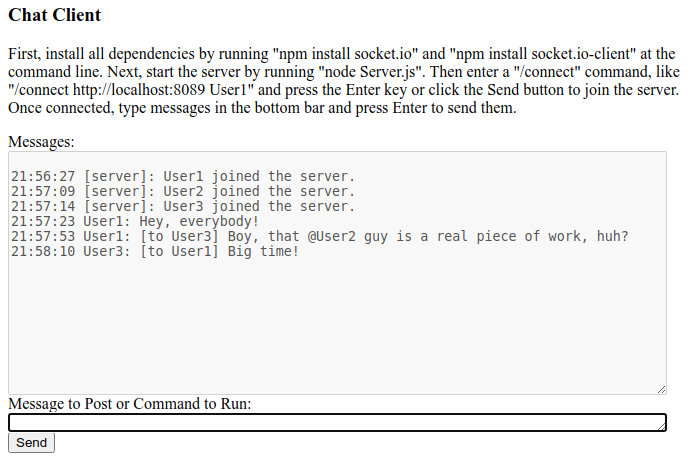 Chat Client
First, install all dependencies by running "npm install socket.io" and "npm install socket.io-client" at the
command line. Next, start the server by running "node Server.js". Then enter a "/connect" command, like
"/connect http://localhost:8089 User1" and press the Enter key or click the Send button to join the server.
Once connected, type messages in the bottom bar and press Enter to send them.
Messages:
21:56:27 [server]: User1 joined the server.
21:57:09 [server]: User2 joined the server.
21:57:14 [server]: User3 joined the server.
21:57:23 User1: Hey, everybody!
21:57:53 User1: [to User3] Boy, that @User2 guy is a real piece of work, huh?
21:58:10 User3: [to User1] Big time!
Message to Post or Command to Run:
Send